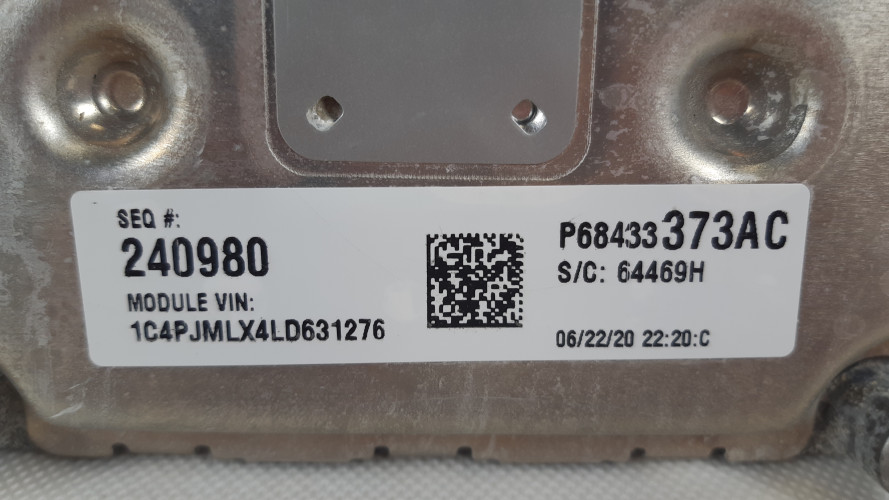 SEQ #:
240980
MODULE VIN:
1C4PJMLX4LD631276
P68433373AC
S/C: 64469H
06/22/20 22:20:C